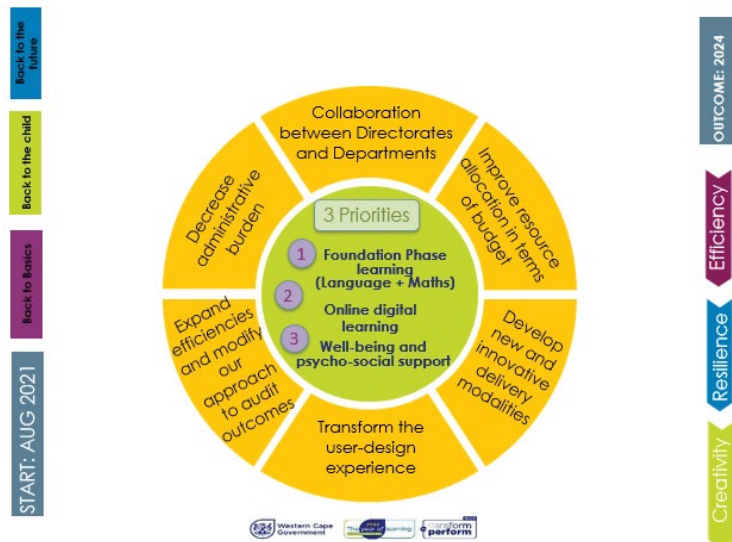 Back to the
future
Back to the child
Back to Basics
START: AUG 2021
Collaboration
between Directorates
and Departments
Improve resource
allocation in terms
of budget
Develop
new and
innovative
delivery
modalities
Transform the
user-design
experience
Expand
efficiencies
and modify
our
approach
to audit
outcomes
Decrease
administrative
burden
3 Priorities
1 Foundation Phase
learning
(Language + Maths)
2 Online digital
learning
3 Well-being and
psycho-social support
OUTCOME: 2024
Efficiency
Resilience
Creativity
Western Cape
Government
The year of learning
transform
perform